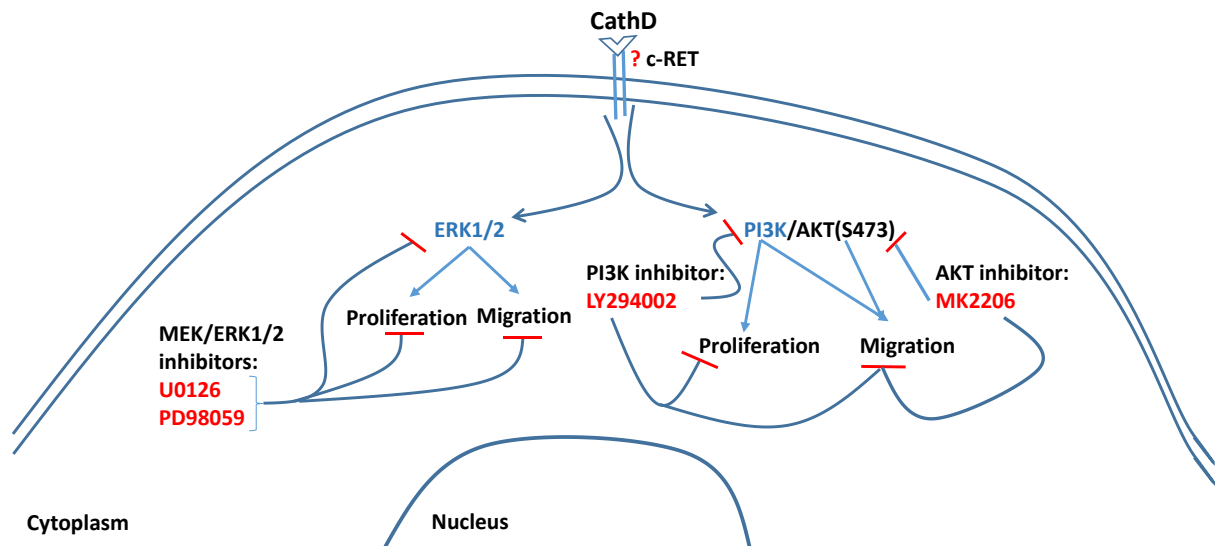 CathD
? c-RET
ERK1/2
PI3K/AKT(S473)
PI3K inhibitor:
LY294002
AKT inhibitor:
MK2206
Proliferation
Migration
MEK/ERK1/2
inhibitors:
U0126
PD98059
Proliferation
Migration
Cytoplasm
Nucleus